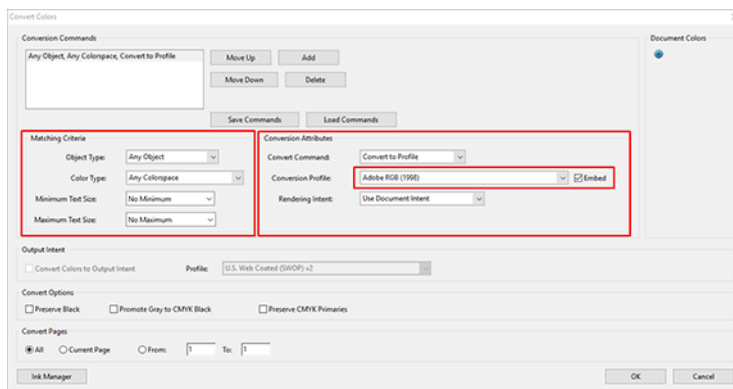 Convert Colors
Conversion Commands
Document Colors
Any Object, Any Colorspace, Convert to Profile
Move Up
Add
Move Down
Delete
Save Commands
Load Commands
Matching Criteria
Conversion Attributes
Object Type: Any Object
Convert Command: Convert to Profile
Color Type: Any Colorspace
Conversion Profile: Adobe RGB (1998) Embed
Minimum Text Size: No Minimum
Rendering Intent: Use Document Intent
Maximum Text Size: No Maximum
Output Intent
Convert Colors to Output Intent Profile: U.S. Web Coated (SWOP) v2
Convert Options
Preserve Black Promote Gray to CMYK Black Preserve CMYK Primaries
Convert Pages
All Current Page From: 1 To: 1
Ink Manager OK Cancel